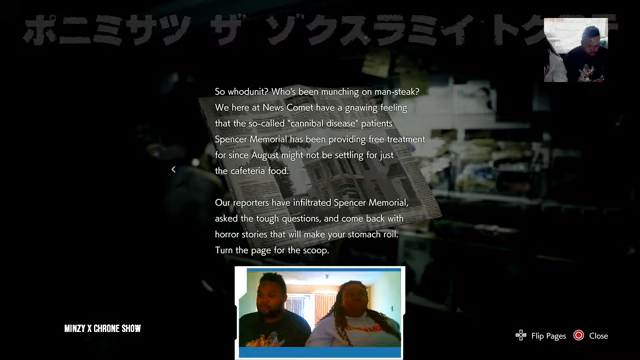 ポニミサツ ザ ゾクスラミイ トク
So whodunit? Who's been munching on man-steak?
We here at News Comet have a gnawing feeling
that the so-called "cannibal disease" patients
Spencer Memorial has been providing free treatment
for since August might not be settling for just
the cafeteria food.
Our reporters have infiltrated Spencer Memorial,
asked the tough questions, and come back with
horror stories that will make your stomach roll.
Turn the page for the scoop.
MINZY X CHRONE SHOW
Flip Pages
Close